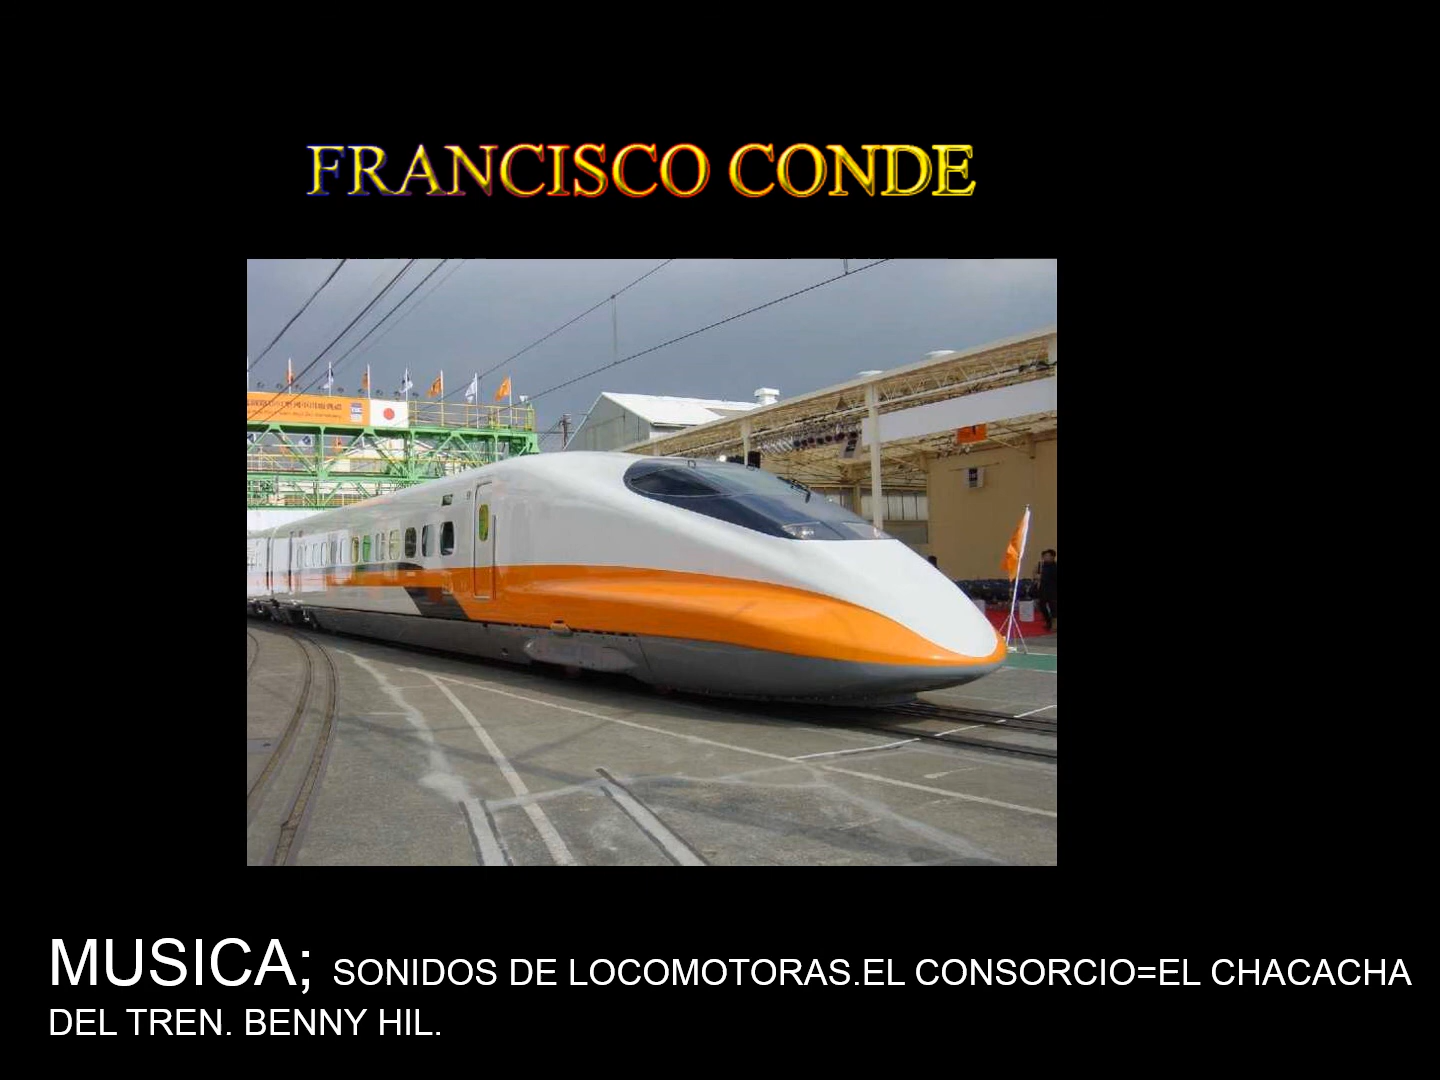 FRANCISCO CONDE
MUSICA; SONIDOS DE LOCOMOTORAS.EL CONSORCIO=EL CHACACHA
DEL TREN. BENNY HIL.